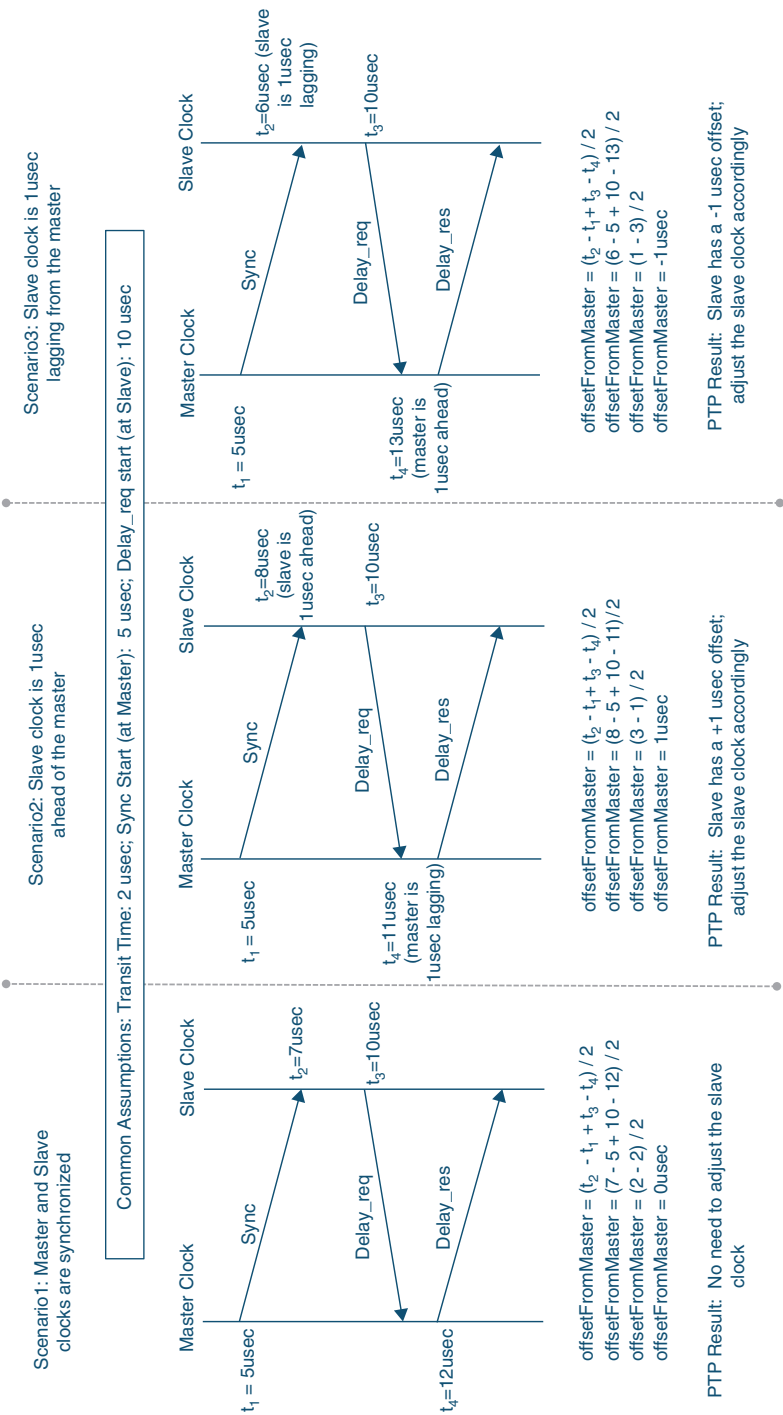 Scenario1: Master and Slave
clocks are synchronized
Scenario2: Slave clock is 1usec
ahead of the master
Scenario3: Slave clock is 1usec
lagging from the master
Common Assumptions: Transit Time: 2 usec; Sync Start (at Master): 5 usec; Delay_req start (at Slave): 10 usec
Master Clock
Slave Clock
t1 = 5usec
Sync
t2=7usec
t3=10usec
Delay_req
t4=12usec
Delay_res
offsetFromMaster = (t2 - t1 + t3 - t4) / 2
offsetFromMaster = (7 - 5 + 10 - 12) / 2
offsetFromMaster = (2 - 2) / 2
offsetFromMaster = 0usec
PTP Result: No need to adjust the slave
clock
Master Clock
Slave Clock
t1 = 5usec
Sync
t2=8usec
(slave is
1usec ahead)
t3=10usec
Delay_req
t4=11usec
(master is
1usec lagging)
Delay_res
offsetFromMaster = (t2 - t1+ t3 - t4) / 2
offsetFromMaster = (8 - 5 + 10 - 11)/ 2
offsetFromMaster = (3 - 1) / 2
offsetFromMaster = 1usec
PTP Result: Slave has a +1 usec offset;
adjust the slave clock accordingly
Master Clock
Slave Clock
t1 = 5usec
Sync
t2=6usec (slave
is 1usec
lagging)
t3=10usec
Delay_req
t4=13usec
(master is
1usec ahead)
Delay_res
offsetFromMaster = (t2 - t1+ t3 - t4) / 2
offsetFromMaster = (6 - 5 + 10 - 13) / 2
offsetFromMaster = (1 - 3) / 2
offsetFromMaster = -1usec
PTP Result: Slave has a -1 usec offset;
adjust the slave clock accordingly